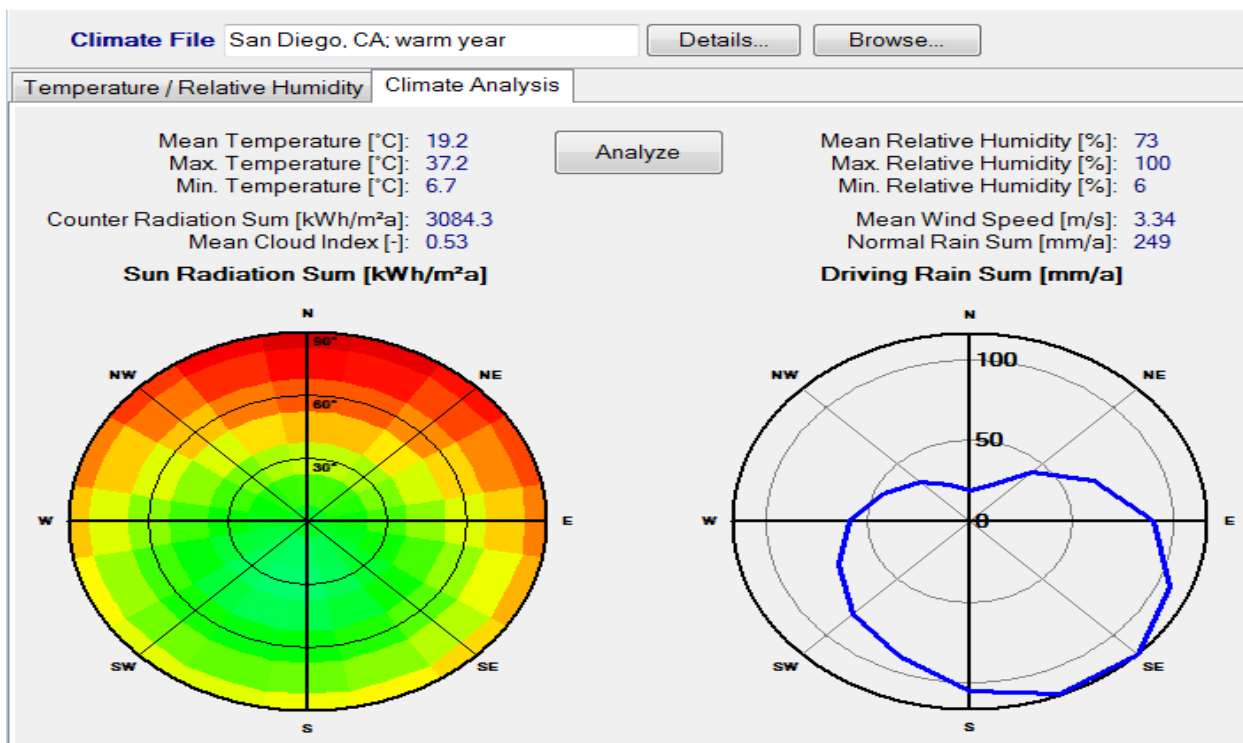 Climate File San Diego, CA; warm year Details... Browse...
Temperature / Relative Humidity Climate Analysis
Mean Temperature [°C]: 19.2
Max. Temperature [°C]: 37.2
Min. Temperature [°C]: 6.7
Counter Radiation Sum [kWh/m²a]: 3084.3
Mean Cloud Index [-]: 0.53
Analyze
Mean Relative Humidity [%]: 73
Max. Relative Humidity [%]: 100
Min. Relative Humidity [%]: 6
Mean Wind Speed [m/s]: 3.34
Normal Rain Sum [mm/a]: 249
Sun Radiation Sum [kWh/m²a]
N
90°
NW NE
60°
30°
W E
SW SE
S
Driving Rain Sum [mm/a]
N
100
NW NE
50
W 0 E
SW SE
S